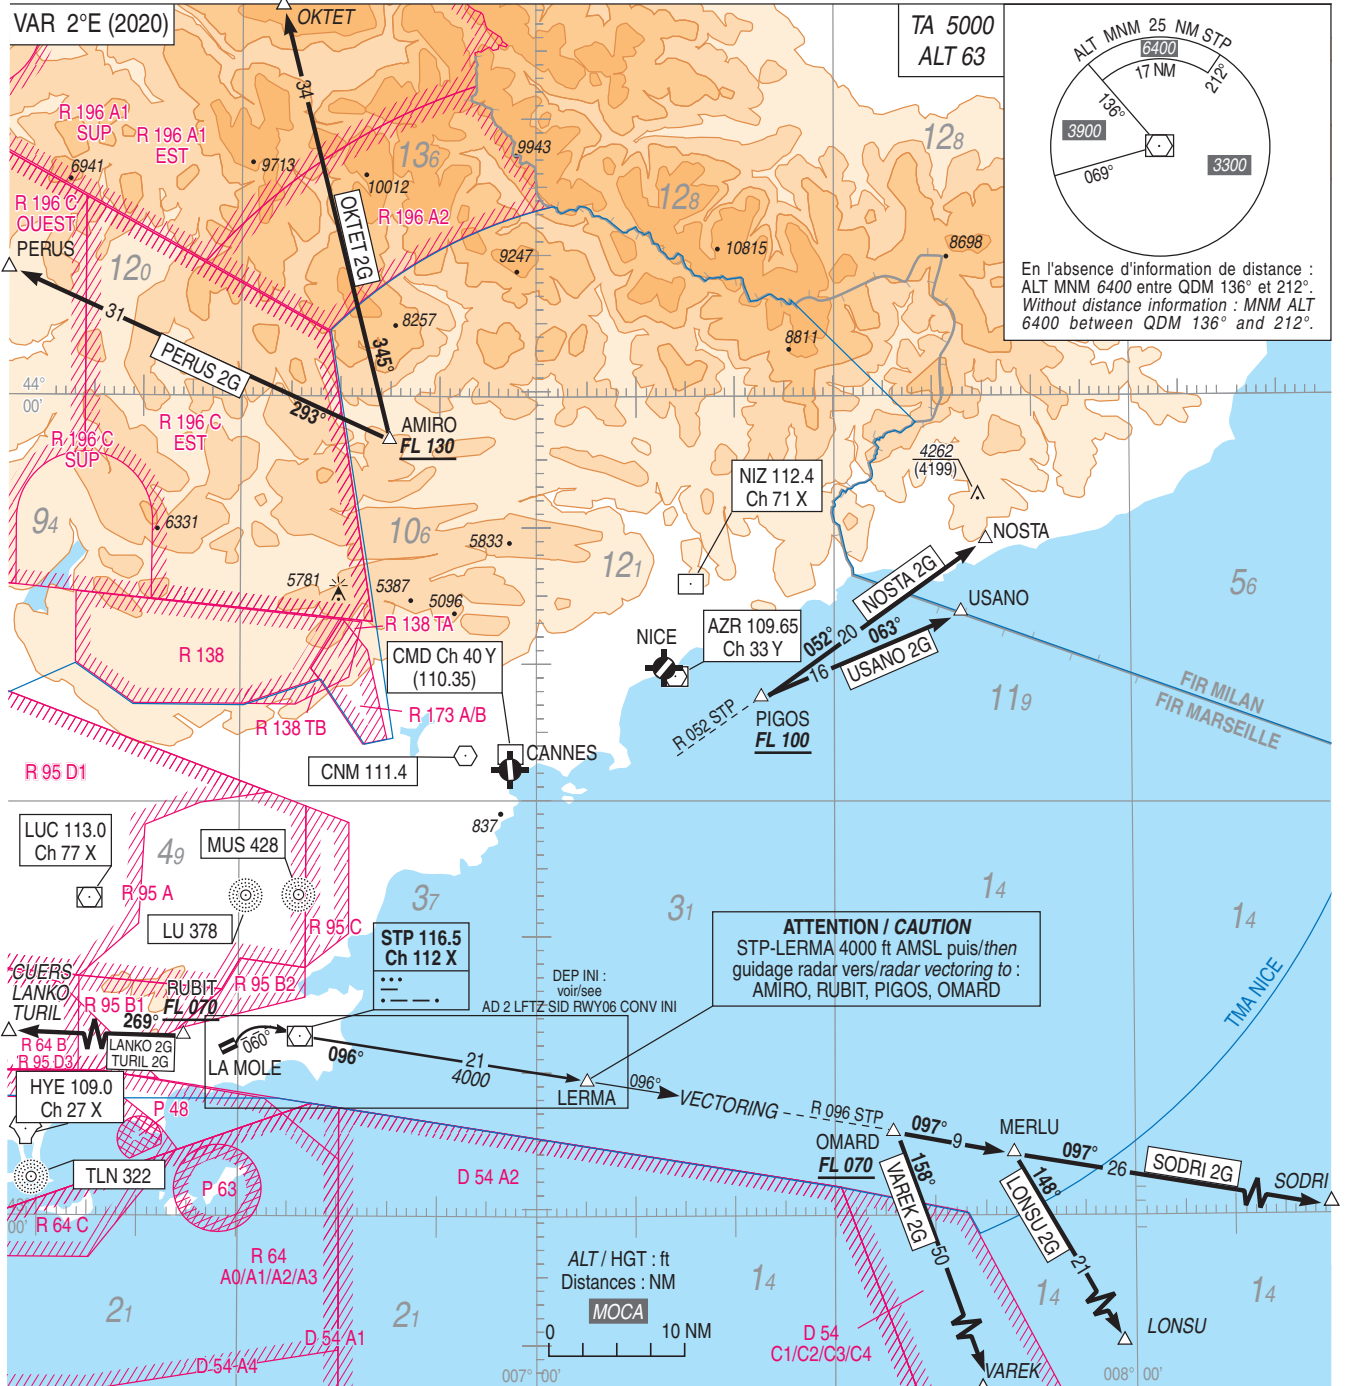 VAR 2°E (2020)
OKTET
TA 5000
ALT 63
ALT MNM 25 NM STP
6400
17 NM
212°
136°
3900
3300
069°
En l'absence d'information de distance :
ALT MNM 6400 entre QDM 136° et 212°.
Without distance information : MNM ALT
6400 between QDM 136° and 212°.
34
R 196 A1
SUP
R 196 A1
EST
6941
9713
10012
136
9943
128
128
R 196 C
OUEST
PERUS
R 196 A2
OKTET 2G
120
9247
10815
8698
31
8257
8811
345°
PERUS 2G
44°
00'
293°
R 196 C
EST
AMIRO
FL 130
R 196 C
SUP
4262
(4199)
NIZ 112.4
Ch 71 X
94
6331
106
5833
121
NOSTA
5781
5387
5096
NOSTA 2G
56
USANO
R 138 TA
NICE
AZR 109.65
Ch 33 Y
052°
20
063°
R 138
CMD Ch 40 Y
(110.35)
16
USANO 2G
119
FIR MILAN
FIR MARSEILLE
R 173 A/B
R 138 TB
R 052 STP
PIGOS
FL 100
CANNES
R 95 D1
CNM 111.4
837
LUC 113.0
Ch 77 X
49
MUS 428
R 95 A
37
31
14
14
LU 378
R 95 C
STP 116.5
Ch 112 X
ATTENTION / CAUTION
STP-LERMA 4000 ft AMSL puis/then
guidage radar vers/radar vectoring to :
AMIRO, RUBIT, PIGOS, OMARD
CUERS
LANKO
TURIL
RUBIT
FL 070
R 95 B2
R 95 B1
DEP INI :
voir/see
AD 2 LFTZ SID RWY06 CONV INI
TMA NICE
269°
LANKO 2G
TURIL 2G
R 64 B
R 95 D3
060°
LA MOLE
096°
21
4000
LERMA
096°
VECTORING
R 096 STP
HYE 109.0
Ch 27 X
P 48
OMARD
FL 070
097°
9
MERLU
097°
26
SODRI 2G
SODRI
TLN 322
P 63
D 54 A2
158°
VAREK 2G
148°
LONSU 2G
43°
00'
R 64 C
R 64
A0/A1/A2/A3
50
21
ALT / HGT : ft
Distances : NM
MOCA
14
14
14
21
21
0
10 NM
D 54 A1
D 54 A4
D 54
C1/C2/C3/C4
LONSU
VAREK
007° 00'
008° 00'